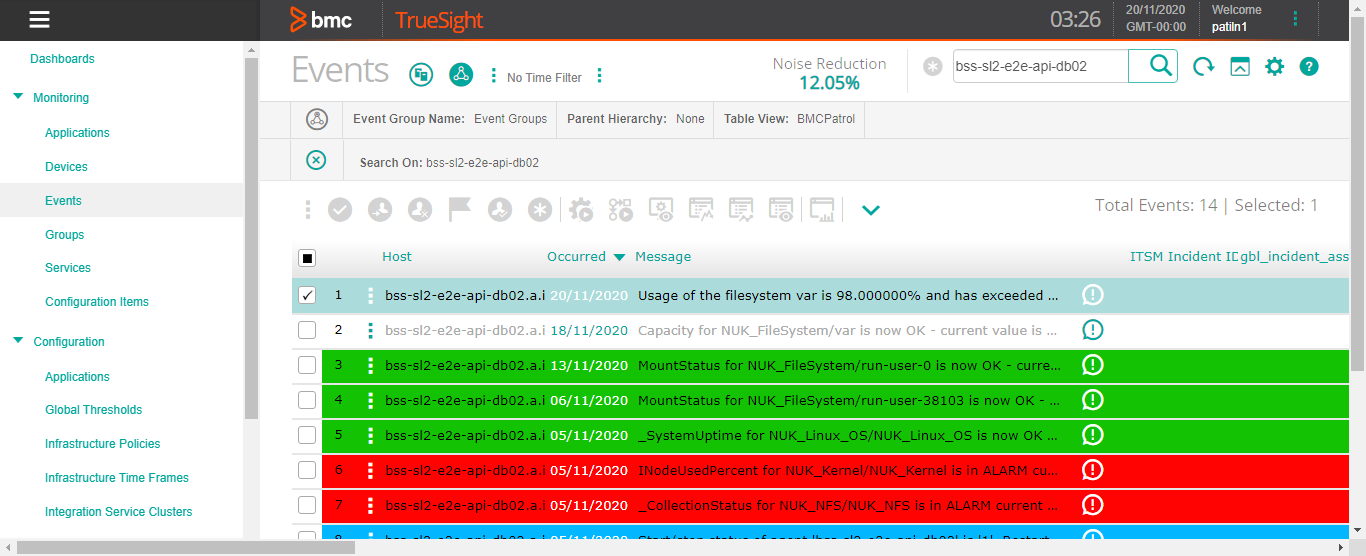 bmc TrueSight 03:26 20/11/2020 Welcome
GMT-00:00 patiln1
Dashboards
Monitoring
Applications
Devices
Events
Groups
Services
Configuration Items
Configuration
Applications
Global Thresholds
Infrastructure Policies
Infrastructure Time Frames
Integration Service Clusters
Events No Time Filter Noise Reduction bss-sl2-e2e-api-db02
12.05%
Event Group Name: Event Groups Parent Hierarchy: None Table View: BMCPatrol
Search On: bss-sl2-e2e-api-db02
Total Events: 14 | Selected: 1
Host Occurred Message ITSM Incident ID gbl_incident_ass
1 bss-sl2-e2e-api-db02.a.i 20/11/2020 Usage of the filesystem var is 98.000000% and has exceeded ...
2 bss-sl2-e2e-api-db02.a.i 18/11/2020 Capacity for NUK_FileSystem/var is now OK - current value is ...
3 bss-sl2-e2e-api-db02.a.i 13/11/2020 MountStatus for NUK_FileSystem/run-user-0 is now OK - curre...
4 bss-sl2-e2e-api-db02.a.i 06/11/2020 MountStatus for NUK_FileSystem/run-user-38103 is now OK - ...
5 bss-sl2-e2e-api-db02.a.i 05/11/2020 _SystemUptime for NUK_Linux_OS/NUK_Linux_OS is now OK ...
6 bss-sl2-e2e-api-db02.a.i 05/11/2020 INodeUsedPercent for NUK_Kernel/NUK_Kernel is in ALARM cu...
7 bss-sl2-e2e-api-db02.a.i 05/11/2020 _CollectionStatus for NUK_NFS/NUK_NFS is in ALARM current ...